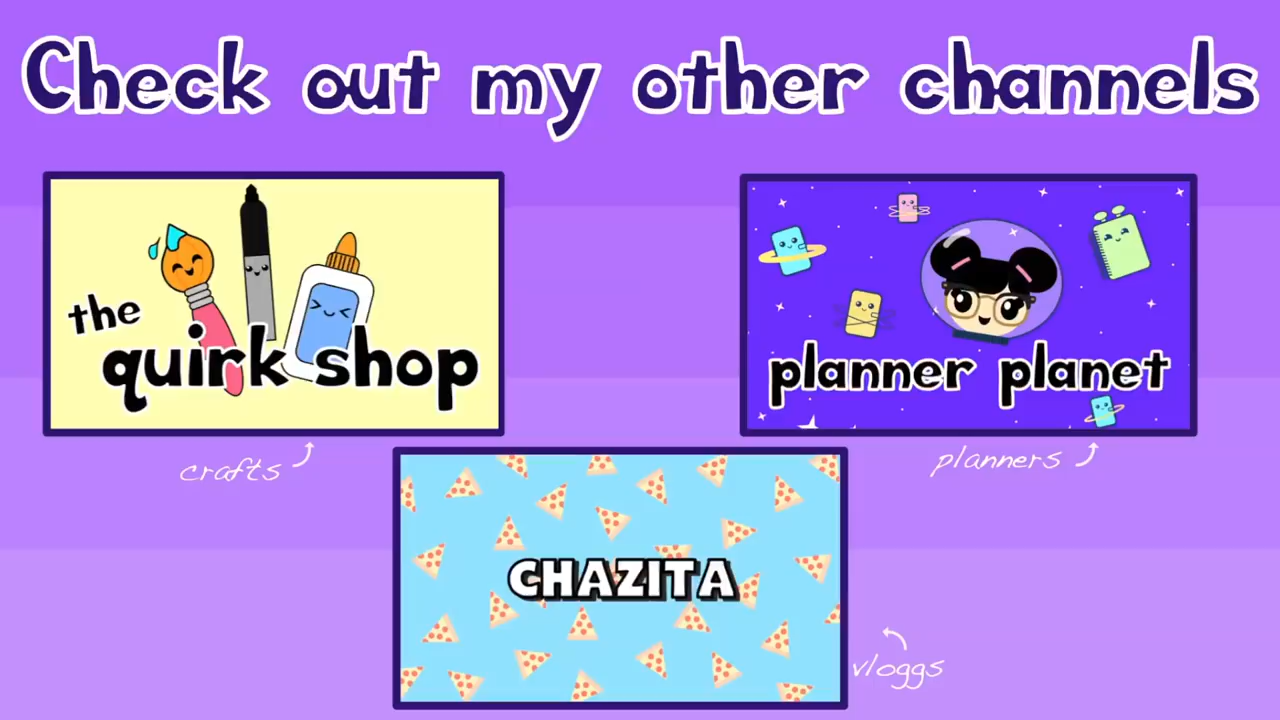 Check out my other channels
the
quirk shop
planner planet
crafts
planners
CHAZITA
vloggs